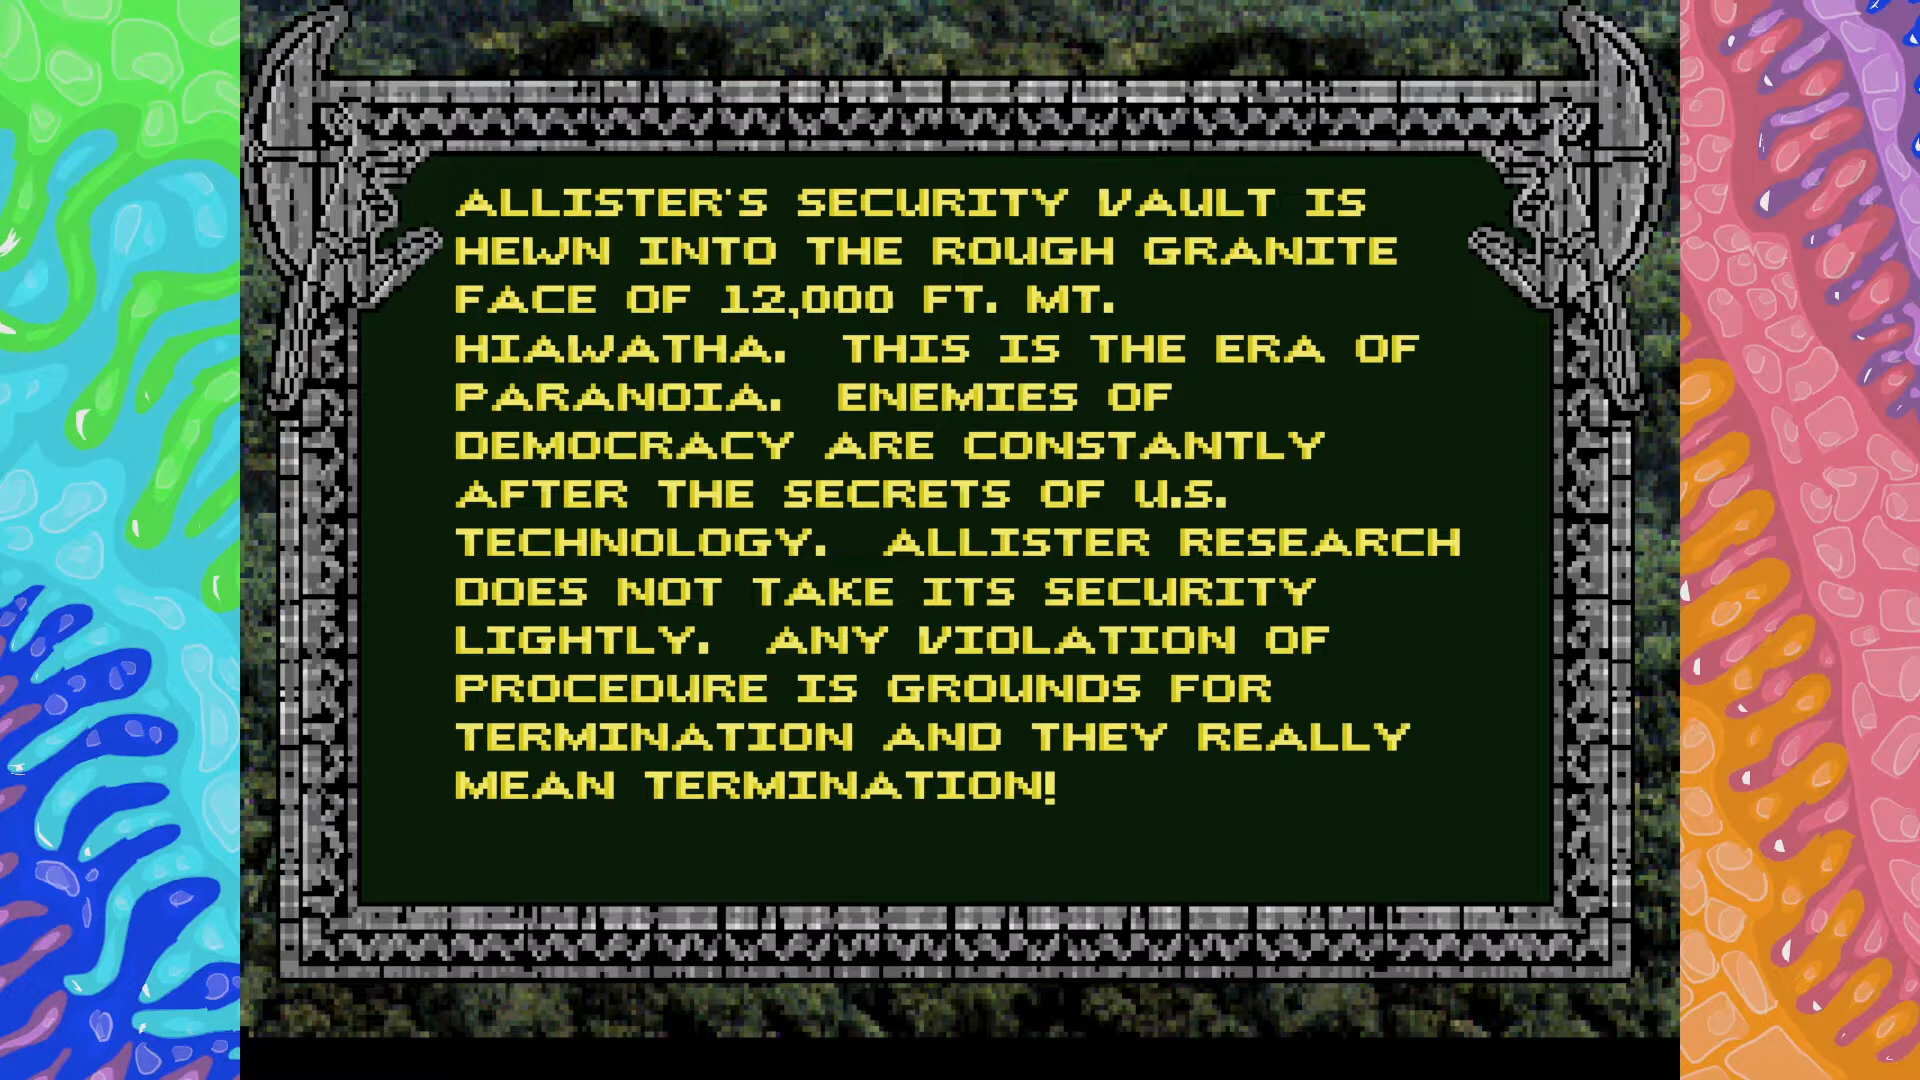 ALLISTER'S SECURITY VAULT IS
HEWN INTO THE ROUGH GRANITE
FACE OF 12,000 FT. MT.
HIAWATHA. THIS IS THE ERA OF
PARANOIA. ENEMIES OF
DEMOCRACY ARE CONSTANTLY
AFTER THE SECRETS OF U.S.
TECHNOLOGY. ALLISTER RESEARCH
DOES NOT TAKE ITS SECURITY
LIGHTLY. ANY VIOLATION OF
PROCEDURE IS GROUNDS FOR
TERMINATION AND THEY REALLY
MEAN TERMINATION!